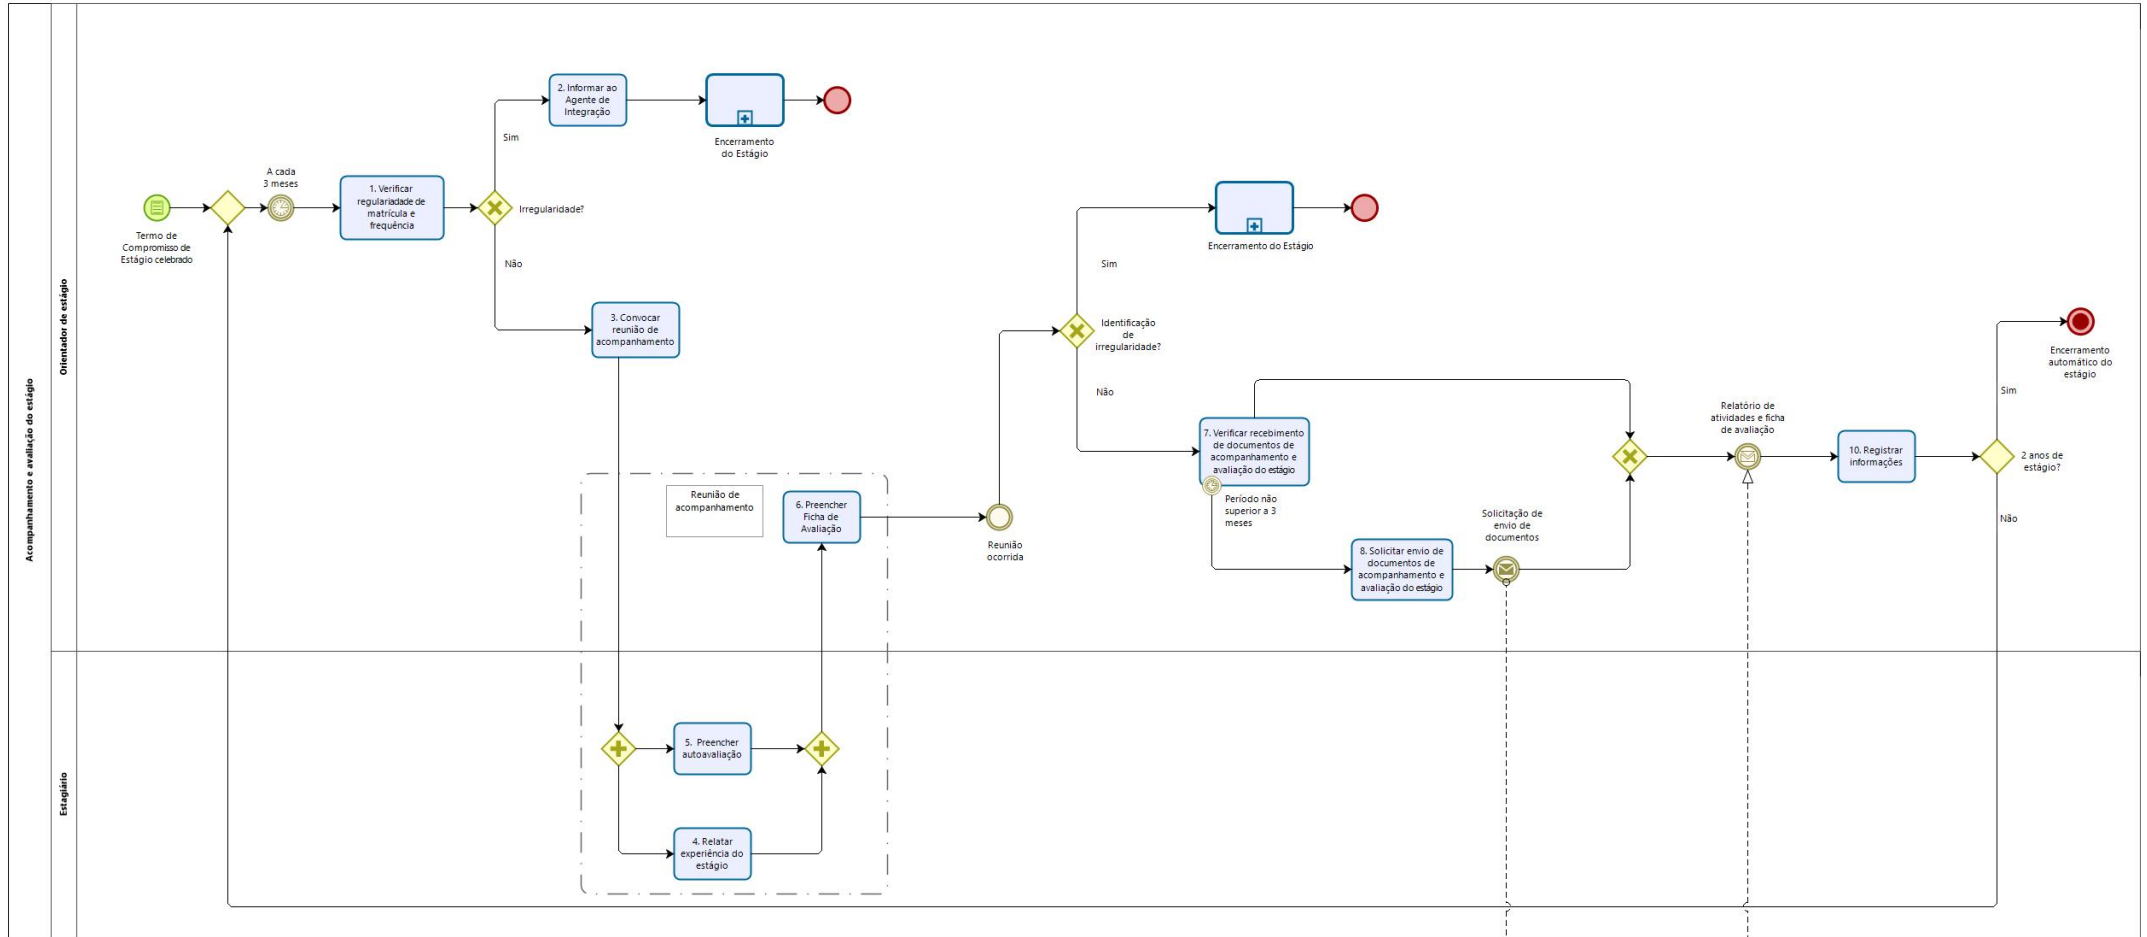 Acompanhamento e avaliação do estágio
Orientador de estágio
Estagiário
Termo de
Compromisso de
Estágio celebrado
A cada
3 meses
1. Verificar
regulariadade de
matrícula e
frequência
Irregularidade?
Sim
2. Informar ao
Agente de
Integração
Encerramento
do Estágio
Não
3. Convocar
reunião de
acompanhamento
Reunião de
acompanhamento
5. Preencher
autoavaliação
4. Relatar
experiência do
estágio
6. Preencher
Ficha de
Avaliação
Reunião
ocorrida
Identificação
de
irregularidade?
Sim
Encerramento do Estágio
Não
7. Verificar recebimento
de documentos de
acompanhamento e
avaliação do estágio
Período não
superior a 3
meses
8. Solicitar envio de
documentos de
acompanhamento e
avaliação do estágio
Solicitação de
envio de
documentos
Relatório de
atividades e ficha
de avaliação
10. Registrar
informações
2 anos de
estágio?
Sim
Encerramento
automático do
estágio
Não